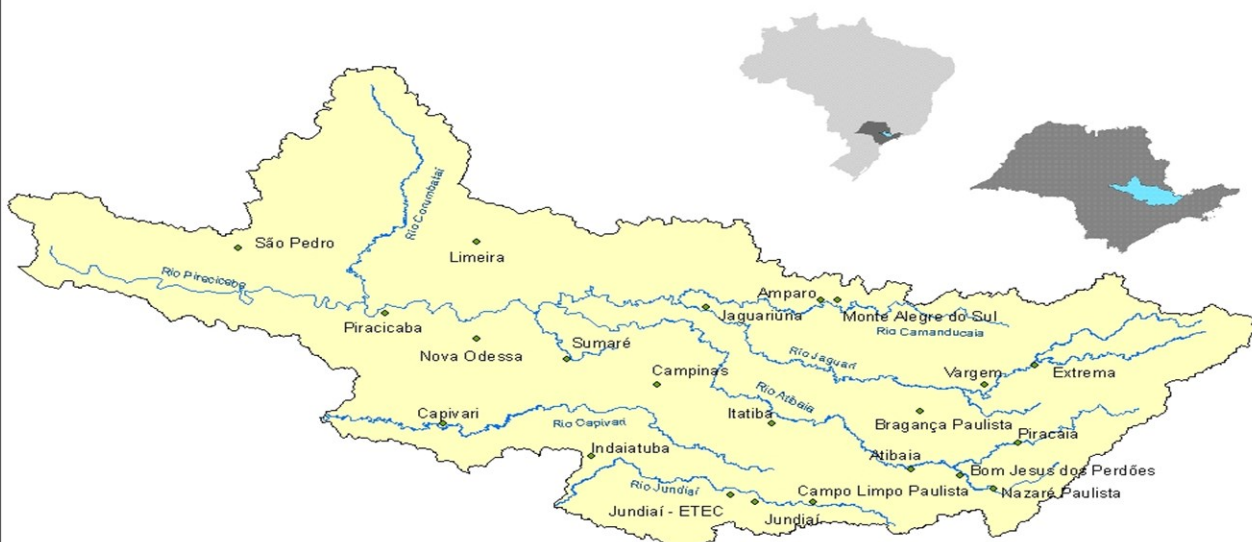 Rio Corumbataí
São Pedro
Limeira
Rio Piracicaba
Amparo
Jaguariúna
Monte Alegre do Sul
Rio Camanducaia
Piracicaba
Nova Odessa
Sumaré
Rio Jaguari
Campinas
Vargem
Extrema
Rio Atibaia
Capivari
Rio Capivari
Itatiba
Bragança Paulista
Piracaia
Indaiatuba
Atibaia
Bom Jesus dos Perdões
Rio Jundiaí
Campo Limpo Paulista
Nazaré Paulista
Jundiaí - ETEC
Jundiaí